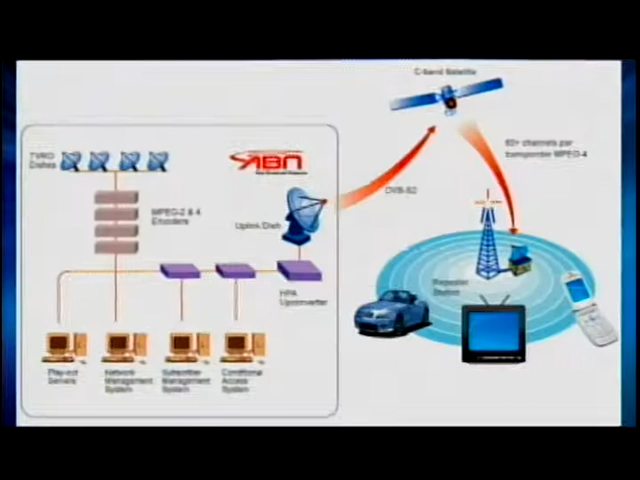 C-band Satellite
60+ channels per
transponder MPEG-4
TVRO
Dishes
ABN
MPEG-2 & 4
Encoders
Uplink Dish
DVB-S2
Repeater
Station
HPA
Upconverter
Play-out
Servers
Network
Management
System
Subscriber
Management
System
Conditional
Access
System